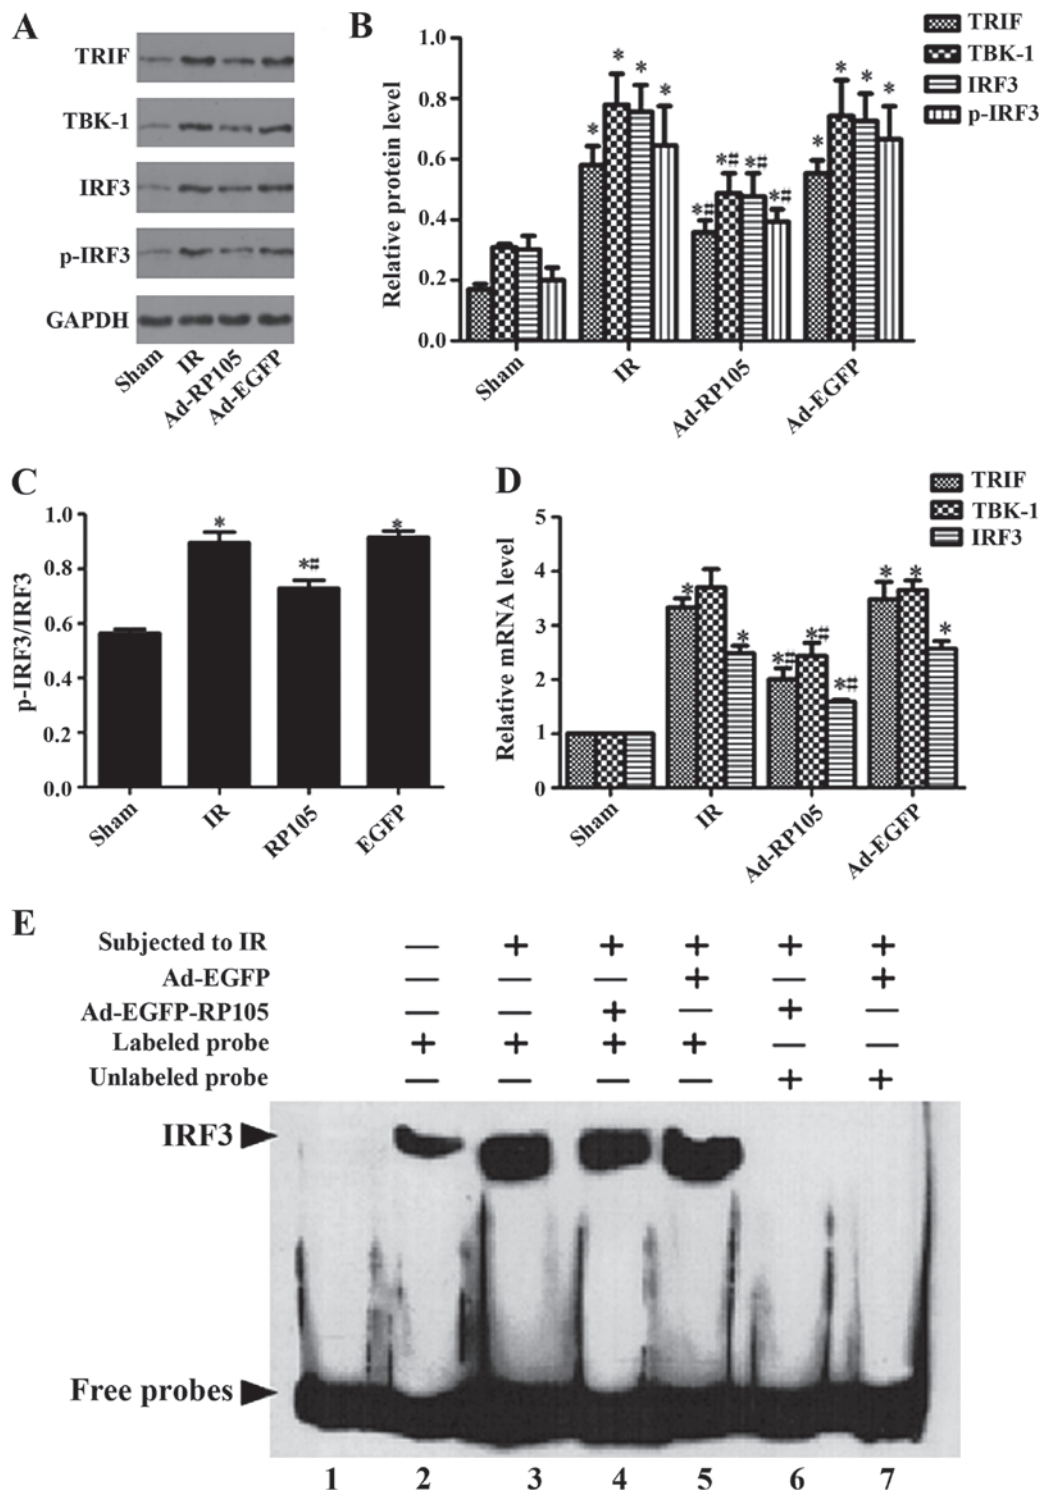 A
TRIF
TBK-1
IRF3
p-IRF3
GAPDH
Sham
IR
Ad-RP105
Ad-EGFP
B
Relative protein level
1.0
0.8
0.6
0.4
0.2
0.0
* * * *
*# *# *# *#
* * * *
Sham
IR
Ad-RP105
Ad-EGFP
TRIF
TBK-1
IRF3
p-IRF3
C
p-IRF3/IRF3
1.0
0.8
0.6
0.4
0.2
0.0
*
*#
*
Sham
IR
RP105
EGFP
D
Relative mRNA level
5
4
3
2
1
0
* *
*# *# *#
* * *
Sham
IR
Ad-RP105
Ad-EGFP
TRIF
TBK-1
IRF3
E
Subjected to IR — + + + + +
Ad-EGFP — — — + — +
Ad-EGFP-RP105 — — + — + —
Labeled probe + + + + — —
Unlabeled probe — — — — + +
IRF3
Free probes
1 2 3 4 5 6 7